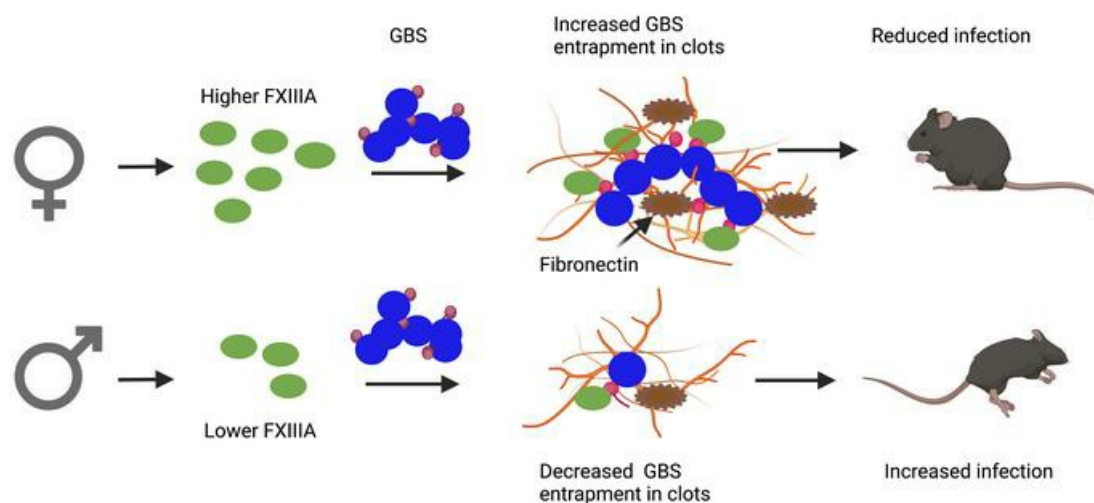 GBS
Increased GBS
entrapment in clots
Reduced infection
Higher FXIIIA
Fibronectin
Lower FXIIIA
Decreased GBS
entrapment in clots
Increased infection